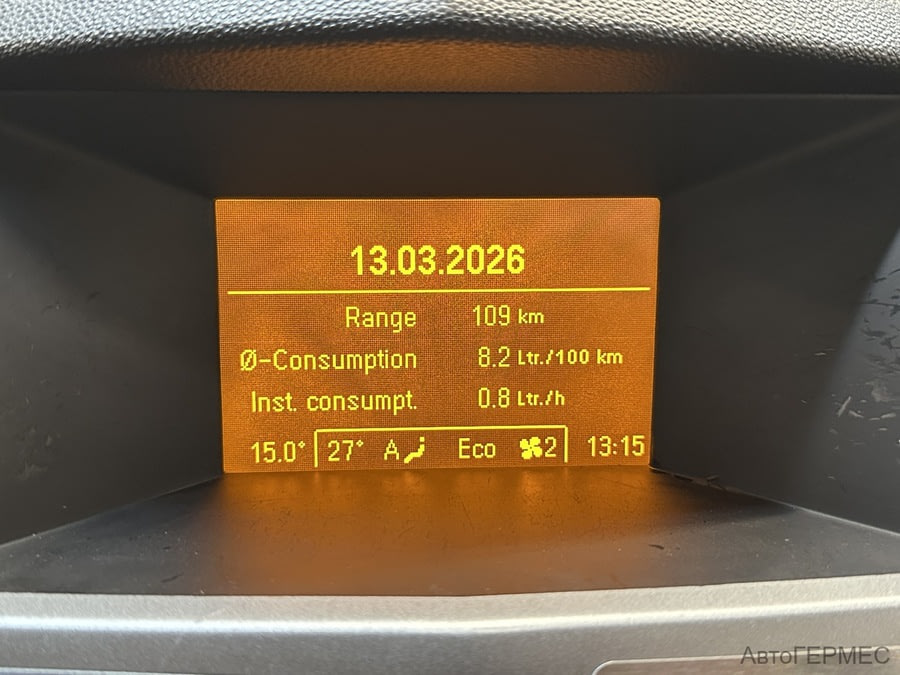 13.03.2026
Range 109 km
Ø-Consumption 8.2 Ltr./100 km
Inst. consumpt. 0.8 Ltr./h
15.0° 27° A Eco 2 13:15
АвтоГЕРМЕС